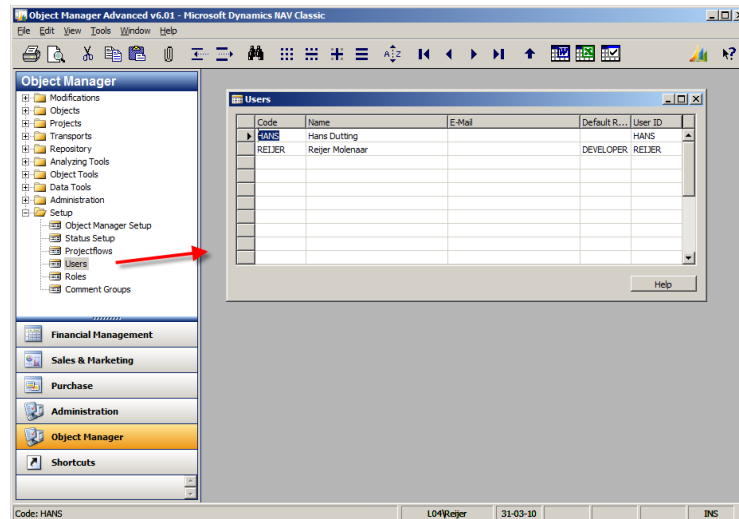 Object Manager Advanced v6.01 - Microsoft Dynamics NAV Classic
File Edit View Tools Window Help
Object Manager
Modifications
Objects
Projects
Transports
Repository
Analyzing Tools
Object Tools
Data Tools
Administration
Setup
Object Manager Setup
Status Setup
Projectflows
Users
Roles
Comment Groups
Financial Management
Sales & Marketing
Purchase
Administration
Object Manager
Shortcuts
Users
Code Name E-Mail Default R... User ID
HANS Hans Dutting HANS
REIJER Reijer Molenaar DEVELOPER REIJER
Help
Code: HANS L04\Reijer 31-03-10 INS